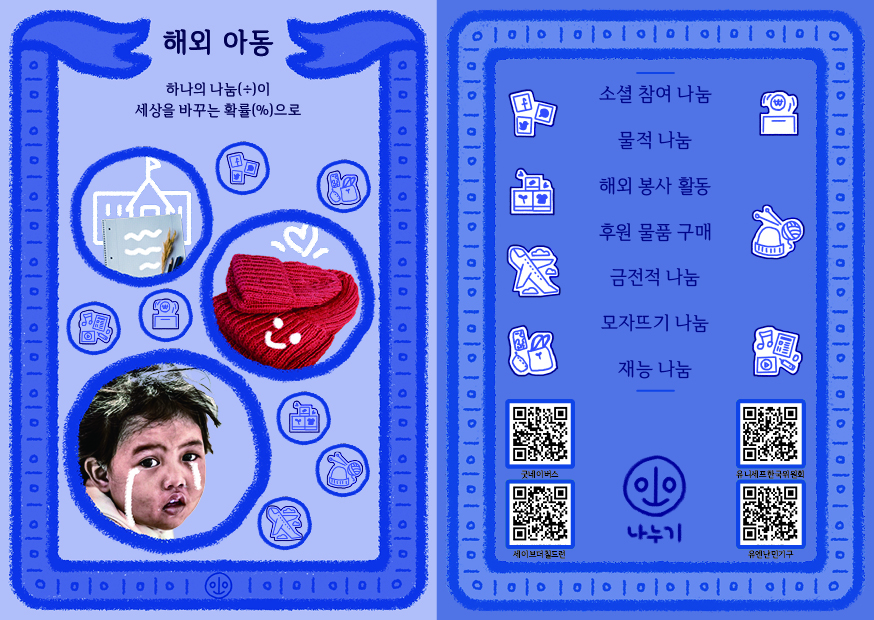 해외 아동
하나의 나눔(÷)이
세상을 바꾸는 확률(%)으로
소셜 참여 나눔
물적 나눔
해외 봉사 활동
후원 물품 구매
금전적 나눔
모자뜨기 나눔
재능 나눔
굿네이버스
유니세프한국위원회
나누기
세이브더칠드런
유엔난민기구